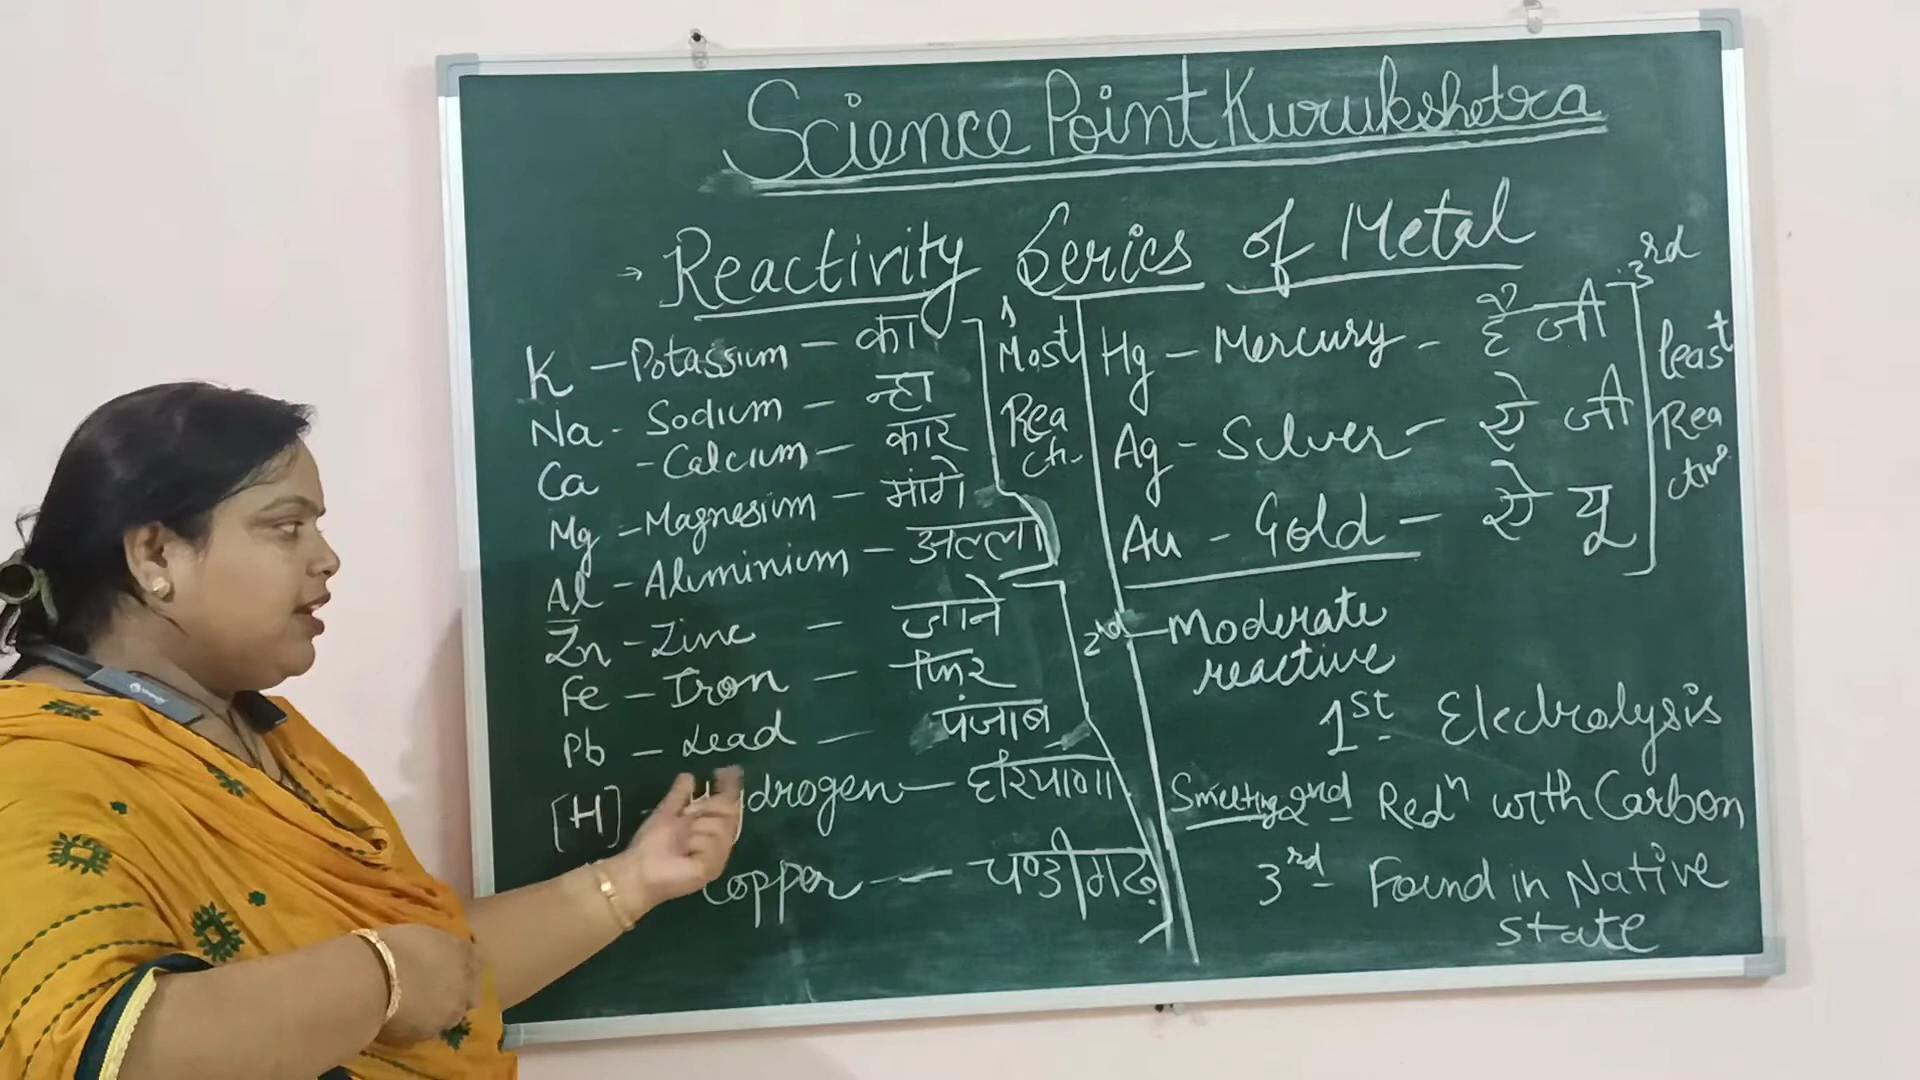 Science Point Kurukshetra
→ Reactivity Series of Metal
K — Potassium — का
Na - Sodium — न्हा
Ca - Calcium — कार
Mg - Magnesium — मांगे
Al - Aluminium — अल्ला
Zn - Zinc — जाने
Fe - Iron — फिर
Pb - Lead — पंजाब
[H] - Hydrogen — हरियाणा
Copper — चण्डीगढ़
Most
Rea
cti-
Hg - Mercury - है जी
Ag - Silver - ऐ जी
Au - Gold - ऐ यू
3rd
least
Rea
ctive
2nd — Moderate
reactive
1st Electrolysis
Smelting 2nd Redn with Carbon
3rd - Found in Native
state